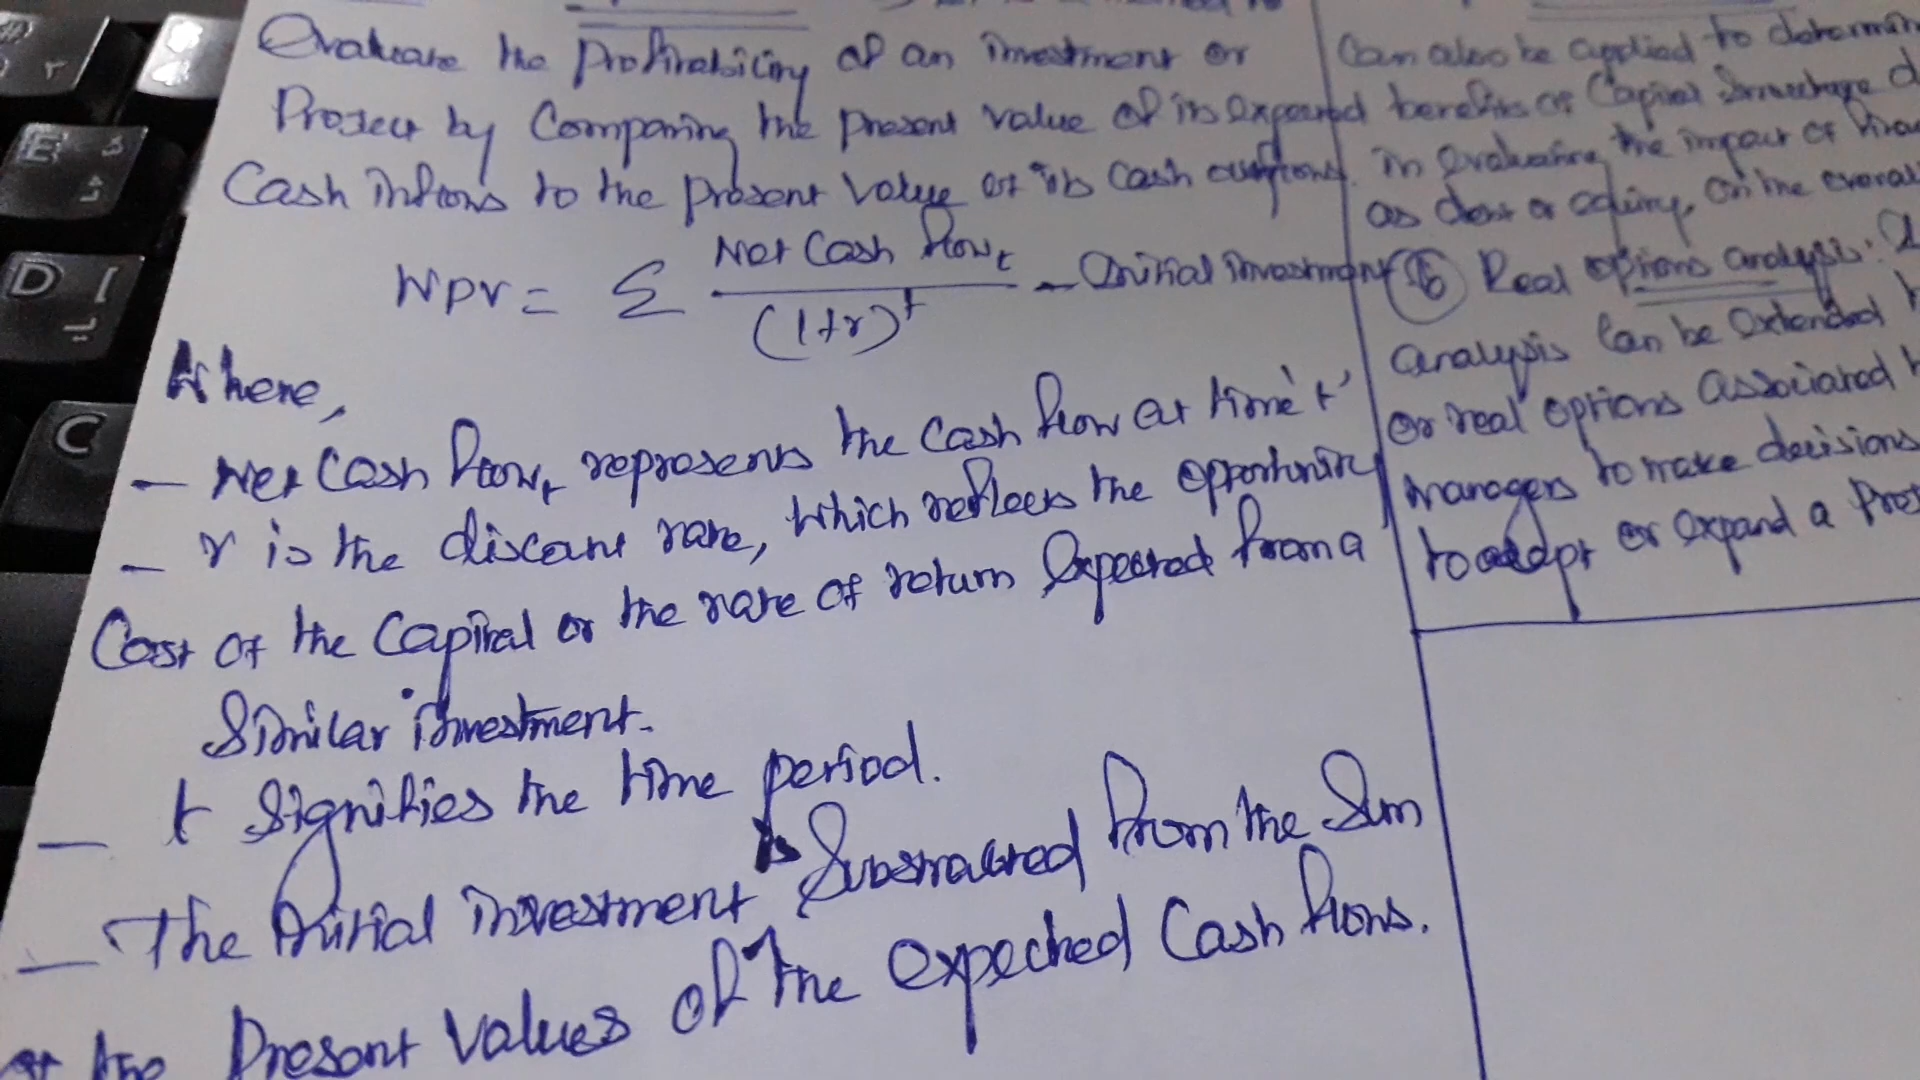 Evaluate the Profitability of an investment or
Project by Comparing the present value of its expected
Cash inflows to the present value of its cash outflows.
NPV = Σ Net Cash flow t / (1+r)^t - Initial Investment
Where,
- Net Cash flow t represents the cash flow at time 't'
- r is the discount rate, which reflects the opportunity
Cost of the Capital or the rate of return expected from a
Similar investment.
- t signifies the time period.
- The Initial investment is Substracted from the Sum
of the Present values of the expected Cash flows.
Can also be applied to
benefits of Capital Structure
in evaluating the impact of
as debt or equity, on the overall
⑥ Real options analysis:
analysis Can be extended
or real options associated
managers to make decisions
to adapt or expand a
E
D
C